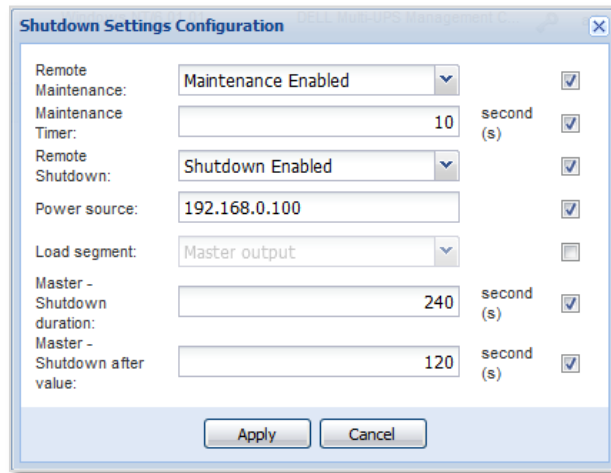 DELL Multi-UPS Management C...
Shutdown Settings Configuration
Remote
Maintenance:
Maintenance Enabled
Maintenance
Timer:
10
second
(s)
Remote
Shutdown:
Shutdown Enabled
Power source:
192.168.0.100
Load segment:
Master output
Master -
Shutdown
duration:
240
second
(s)
Master -
Shutdown after
value:
120
second
(s)
Apply
Cancel